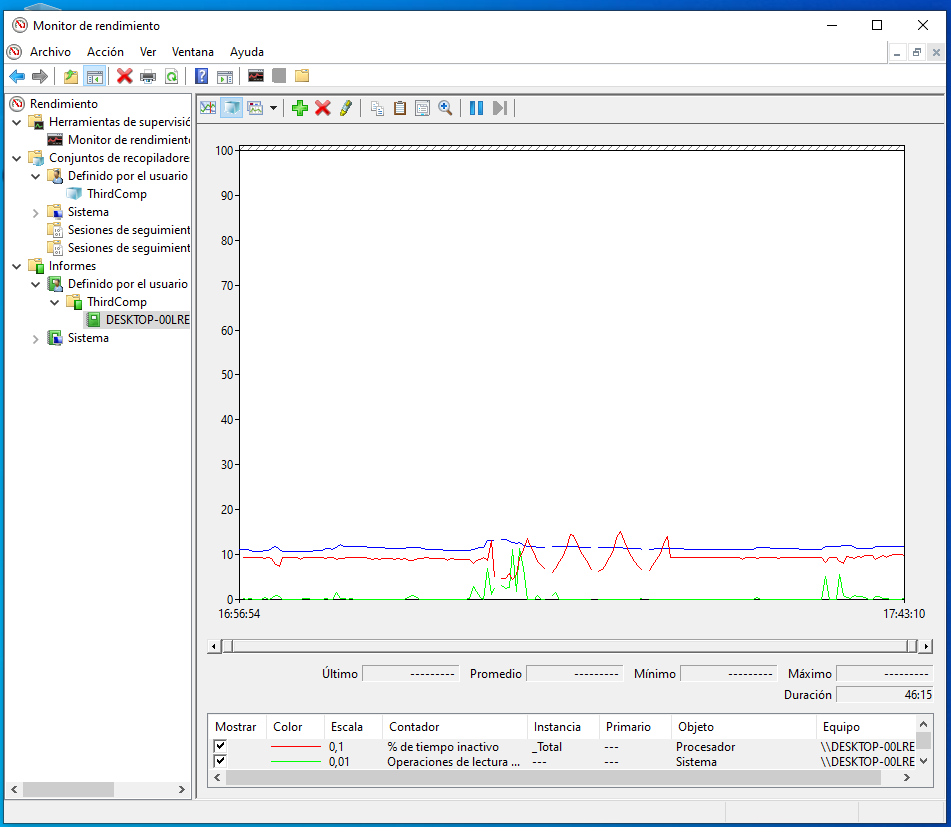 Monitor de rendimiento
Archivo Acción Ver Ventana Ayuda
Rendimiento
Herramientas de supervisió
Monitor de rendimiento
Conjuntos de recopiladore
Definido por el usuario
ThirdComp
Sistema
Sesiones de seguimient
Sesiones de seguimient
Informes
Definido por el usuario
ThirdComp
DESKTOP-00LRE
Sistema
100
90
80
70
60
50
40
30
20
10
0
16:56:54 17:43:10
Último --------- Promedio --------- Mínimo --------- Máximo ---------
Duración 46:15
Mostrar Color Escala Contador Instancia Primario Objeto Equipo
0,1 % de tiempo inactivo _Total --- Procesador \\DESKTOP-00LRE
0,01 Operaciones de lectura ... --- --- Sistema \\DESKTOP-00LRE